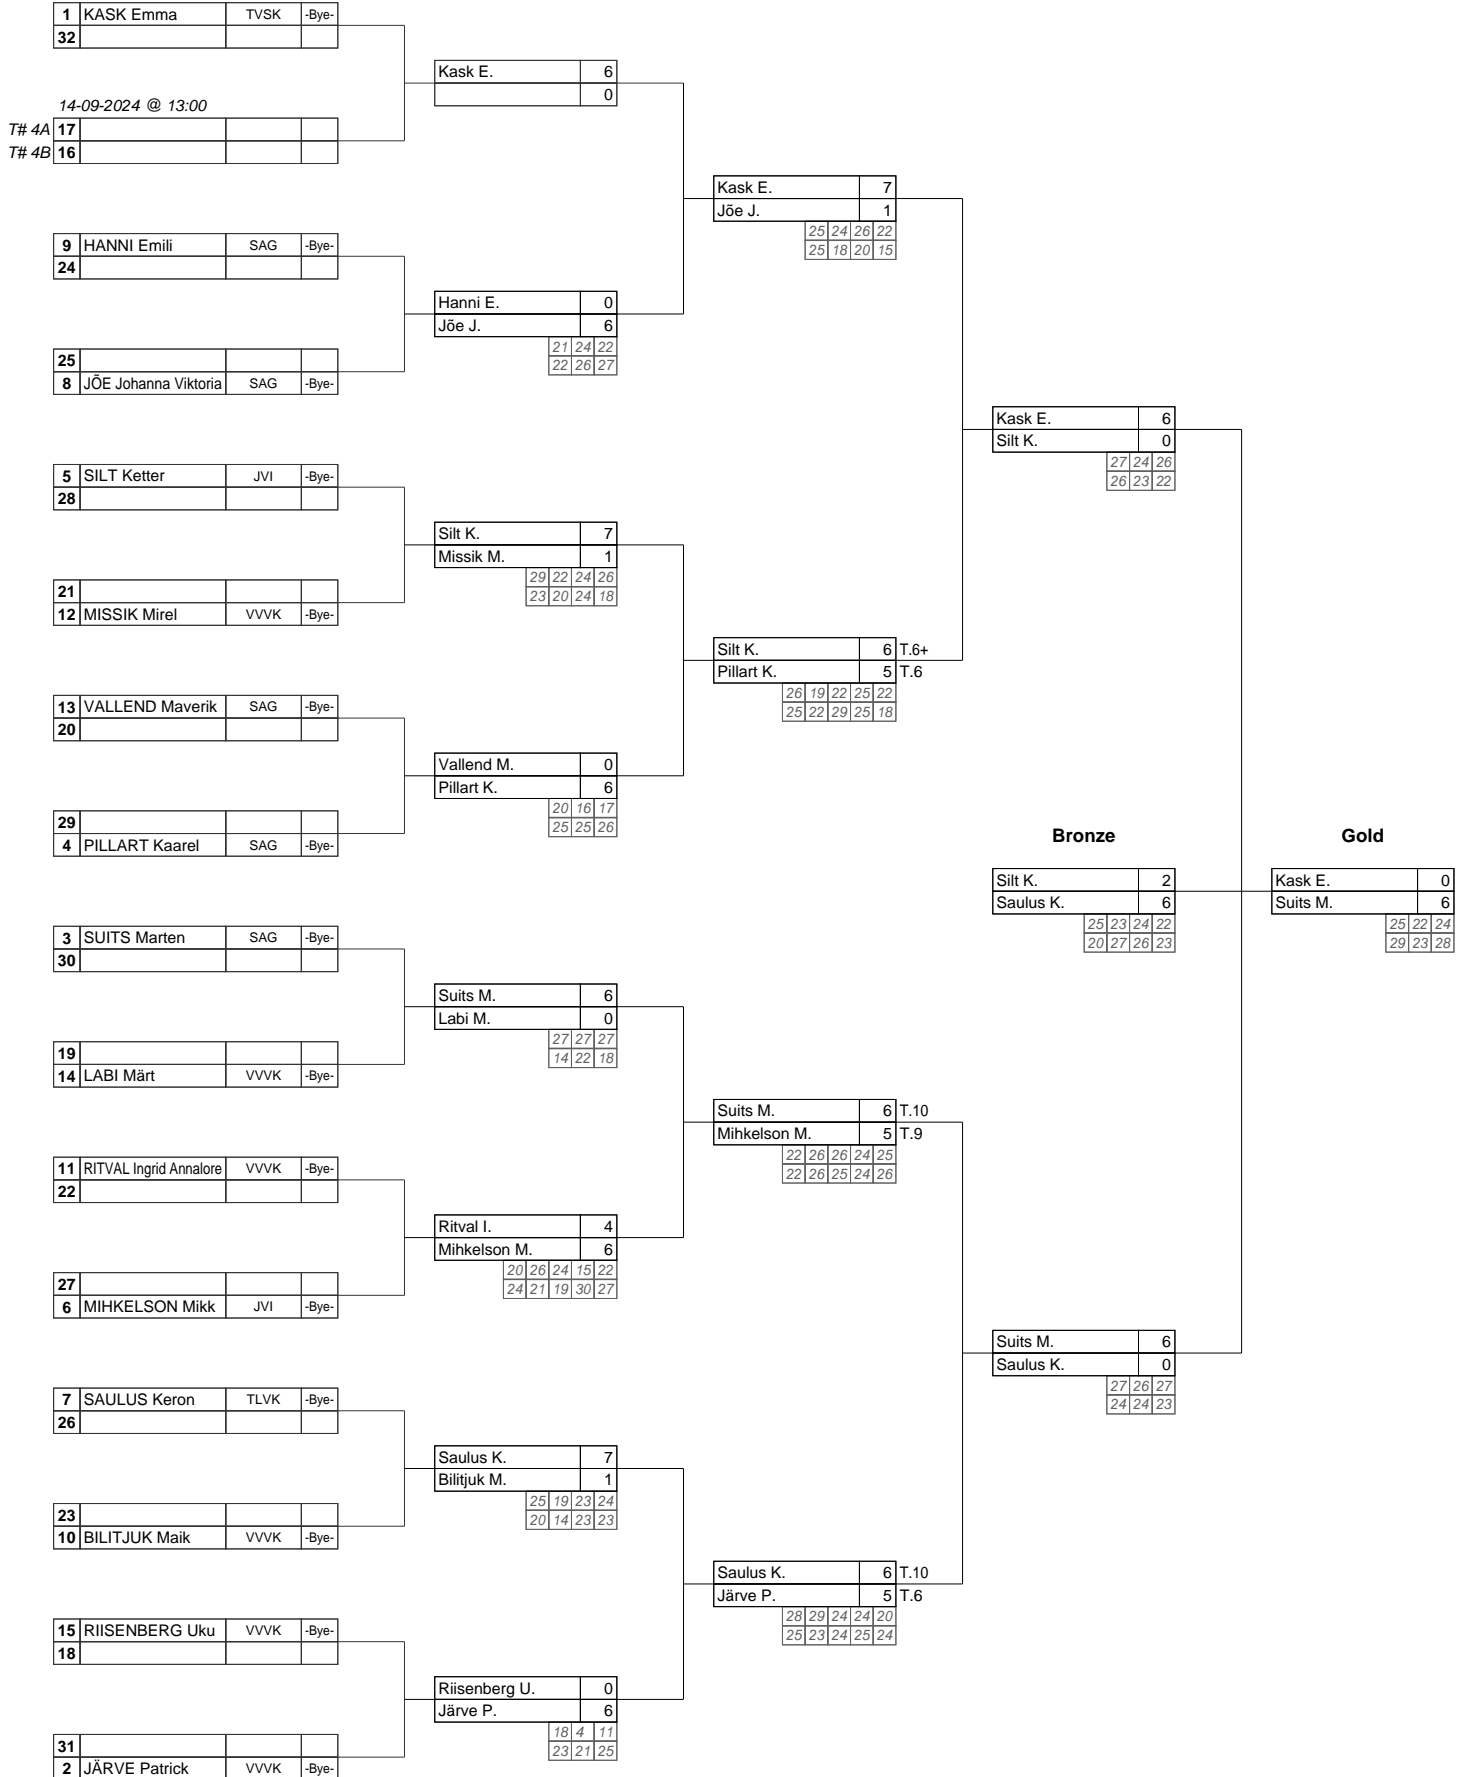 1 KASK Emma TVSK -Bye-
32
Kask E. 6
0
14-09-2024 @ 13:00
T# 4A 17
T# 4B 16
Kask E. 7
Jõe J. 1
25 24 26 22
25 18 20 15
9 HANNI Emili SAG -Bye-
24
Hanni E. 0
Jõe J. 6
21 24 22
22 26 27
25
8 JÕE Johanna Viktoria SAG -Bye-
Kask E. 6
Silt K. 0
27 24 26
26 23 22
5 SILT Ketter JVI -Bye-
28
Silt K. 7
Missik M. 1
29 22 24 26
23 20 24 18
21
12 MISSIK Mirel VVVK -Bye-
Silt K. 6 T.6+
Pillart K. 5 T.6
26 19 22 25 22
25 22 29 25 18
13 VALLEND Maverik SAG -Bye-
20
Vallend M. 0
Pillart K. 6
20 16 17
25 25 26
29
4 PILLART Kaarel SAG -Bye-
Bronze Gold
Silt K. 2 Kask E. 0
Saulus K. 6 Suits M. 6
25 23 24 22 25 22 24
20 27 26 23 29 23 28
3 SUITS Marten SAG -Bye-
30
Suits M. 6
Labi M. 0
27 27 27
14 22 18
19
14 LABI Märt VVVK -Bye-
Suits M. 6 T.10
Mihkelson M. 5 T.9
22 26 26 24 25
22 26 25 24 26
11 RITVAL Ingrid Annalore VVVK -Bye-
22
Ritval I. 4
Mihkelson M. 6
20 26 24 15 22
24 21 19 30 27
27
6 MIHKELSON Mikk JVI -Bye-
Suits M. 6
Saulus K. 0
27 26 27
24 24 23
7 SAULUS Keron TLVK -Bye-
26
Saulus K. 7
Bilitjuk M. 1
25 19 23 24
20 14 23 23
23
10 BILITJUK Maik VVVK -Bye-
Saulus K. 6 T.10
Järve P. 5 T.6
28 29 24 24 20
25 23 24 25 24
15 RIISENBERG Uku VVVK -Bye-
18
Riisenberg U. 0
Järve P. 6
18 4 11
23 21 25
31
2 JÄRVE Patrick VVVK -Bye-